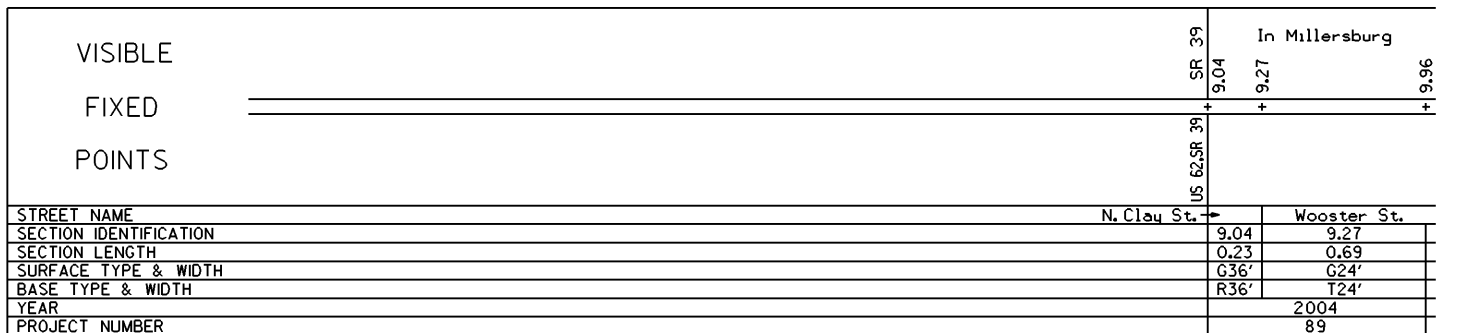 VISIBLE
FIXED
POINTS
SR 39
In Millersburg
9.04
9.27
9.96
+ + +
US 62,SR 39
STREET NAME N. Clay St.→ Wooster St.
SECTION IDENTIFICATION 9.04 9.27
SECTION LENGTH 0.23 0.69
SURFACE TYPE & WIDTH G36' G24'
BASE TYPE & WIDTH R36' T24'
YEAR 2004
PROJECT NUMBER 89